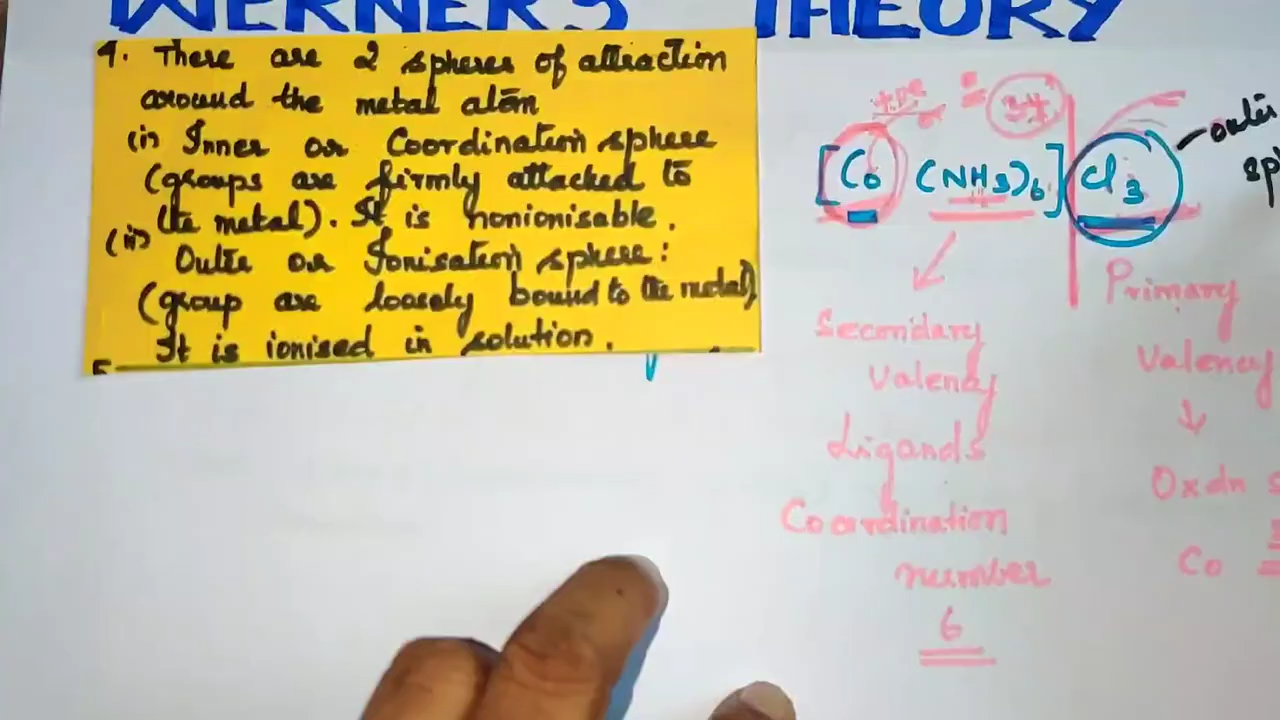 WERNER'S THEORY
4. There are 2 spheres of attraction
around the metal atom
(i) Inner or Coordination sphere
(groups are firmly attached to
the metal). It is nonionisable.
(ii) Outer or Ionisation sphere:
(group are loosely bound to the metal)
It is ionised in solution.
5
3+
[Co (NH3)6] Cl3
outer
sp
Secondary
Valency
Ligands
Coordination
number
6
Primary
Valency
↓
Oxdn s
Co